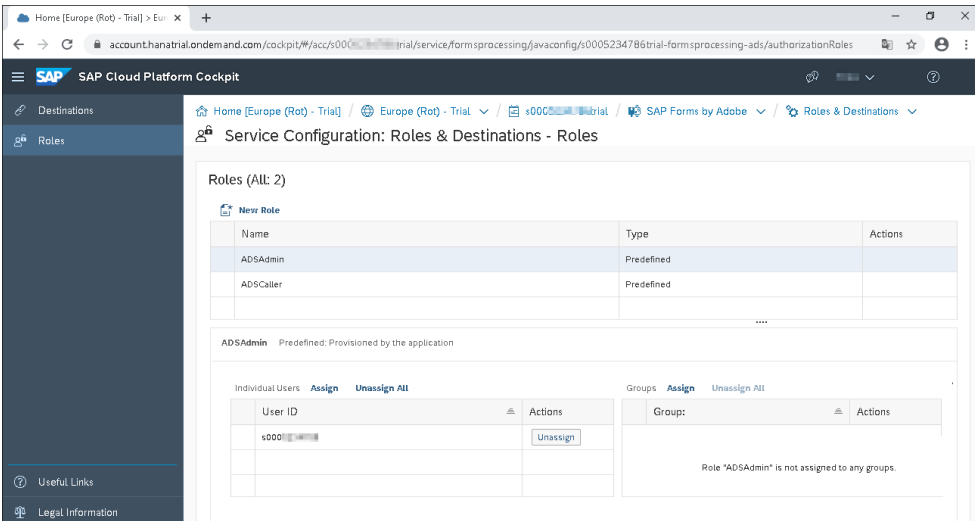 Home [Europe (Rot) - Trial] > Eur
account.hanatrial.ondemand.com/cockpit/#/acc/s000 rial/service/formsprocessing/javaconfig/s0005234786trial-formsprocessing-ads/authorizationRoles
SAP SAP Cloud Platform Cockpit
Destinations
Roles
Home [Europe (Rot) - Trial] / Europe (Rot) - Trial / s000 trial / SAP Forms by Adobe / Roles & Destinations
Service Configuration: Roles & Destinations - Roles
Roles (All: 2)
New Role
Name Type Actions
ADSAdmin Predefined
ADSCaller Predefined
ADSAdmin Predefined: Provisioned by the application
Individual Users Assign Unassign All
User ID Actions
s000 Unassign
Groups Assign Unassign All
Group: Actions
Role "ADSAdmin" is not assigned to any groups.
Useful Links
Legal Information